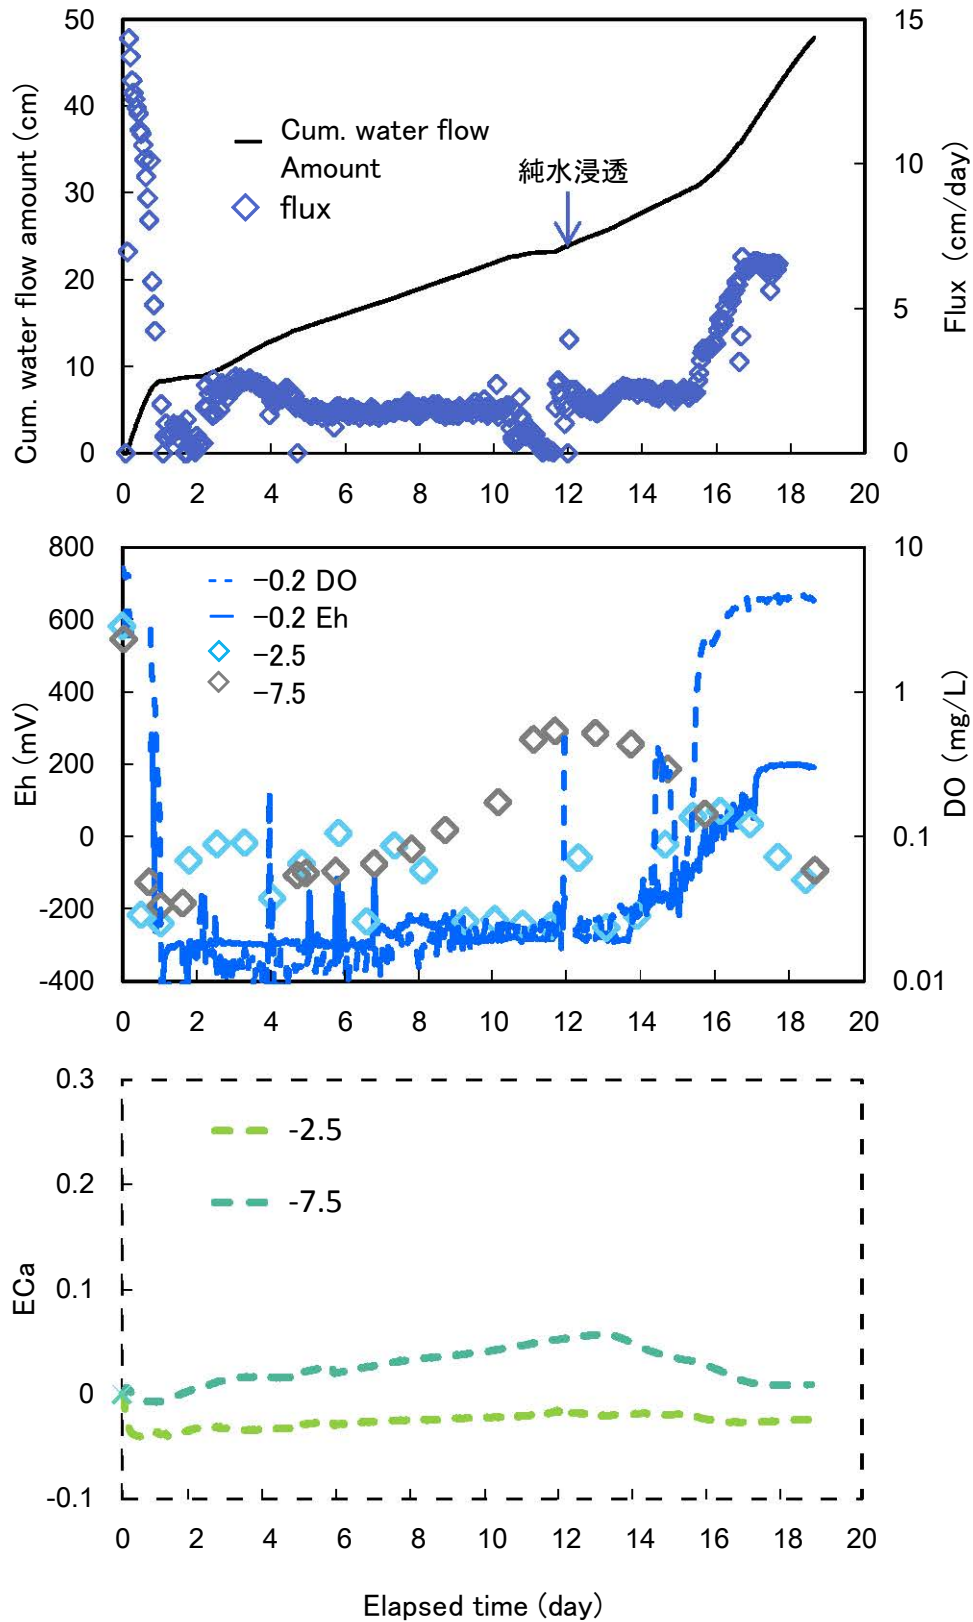 50
40
30
20
10
0
Cum. water flow amount (cm)
Cum. water flow
Amount
flux
純水浸透
15
10
5
0
Flux (cm/day)
0 2 4 6 8 10 12 14 16 18 20
800
600
400
200
0
-200
-400
Eh (mV)
-0.2 DO
-0.2 Eh
-2.5
-7.5
10
1
0.1
0.01
DO (mg/L)
0 2 4 6 8 10 12 14 16 18 20
0.3
0.2
0.1
0
-0.1
ECa
-2.5
-7.5
0 2 4 6 8 10 12 14 16 18 20
Elapsed time (day)